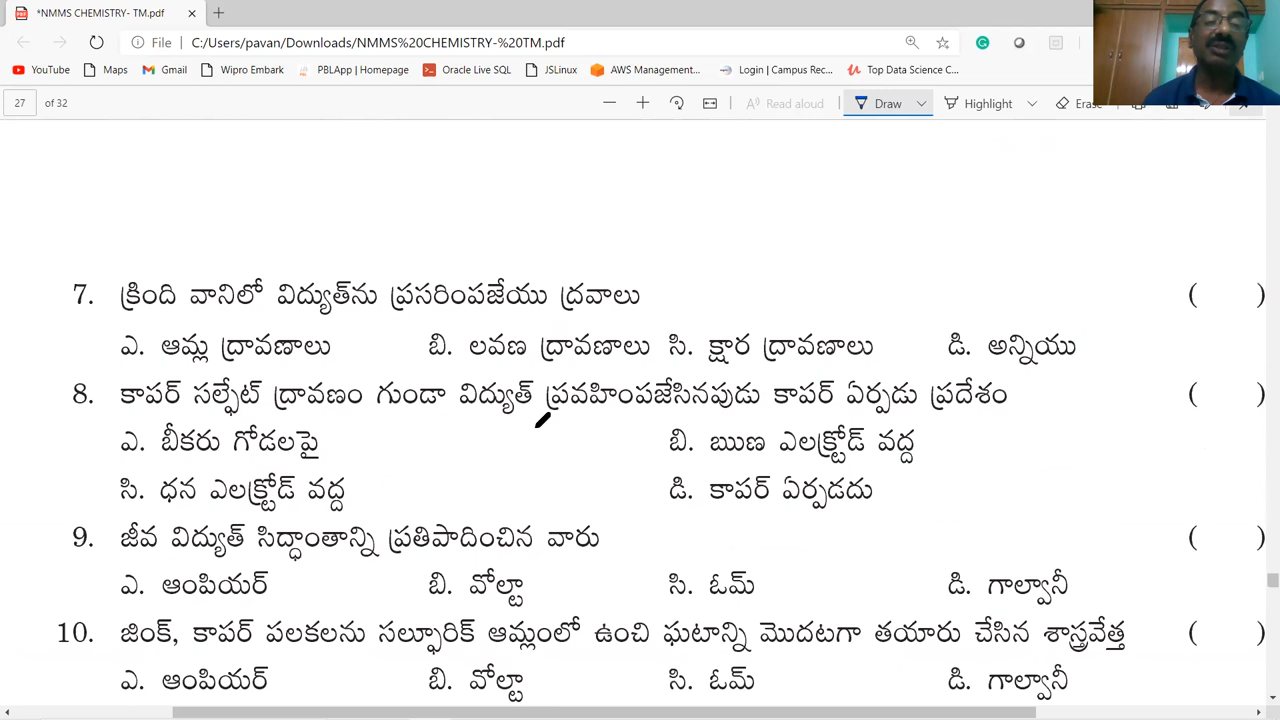 *NMMS CHEMISTRY- TM.pdf
File C:/Users/pavan/Downloads/NMMS%20CHEMISTRY-%20TM.pdf
YouTube Maps Gmail Wipro Embark PBLApp | Homepage Oracle Live SQL JSLinux AWS Management... Login | Campus Rec... Top Data Science C...
27 of 32 Read aloud Draw Highlight Erase
7. క్రింది వానిలో విద్యుత్‌ను ప్రసరింపజేయు ద్రవాలు ( )
ఎ. ఆమ్ల ద్రావణాలు బి. లవణ ద్రావణాలు సి. క్షార ద్రావణాలు డి. అన్నియు
8. కాపర్ సల్ఫేట్ ద్రావణం గుండా విద్యుత్ ప్రవహింపజేసినపుడు కాపర్ ఏర్పడు ప్రదేశం ( )
ఎ. బీకరు గోడలపై బి. ఋణ ఎలక్ట్రోడ్ వద్ద
సి. ధన ఎలక్ట్రోడ్ వద్ద డి. కాపర్ ఏర్పడదు
9. జీవ విద్యుత్ సిద్ధాంతాన్ని ప్రతిపాదించిన వారు ( )
ఎ. ఆంపియర్ బి. వోల్టా సి. ఓమ్ డి. గాల్వానీ
10. జింక్, కాపర్ పలకలను సల్ఫూరిక్ ఆమ్లంలో ఉంచి ఘటాన్ని మొదటగా తయారు చేసిన శాస్త్రవేత్త ( )
ఎ. ఆంపియర్ బి. వోల్టా సి. ఓమ్ డి. గాల్వానీ